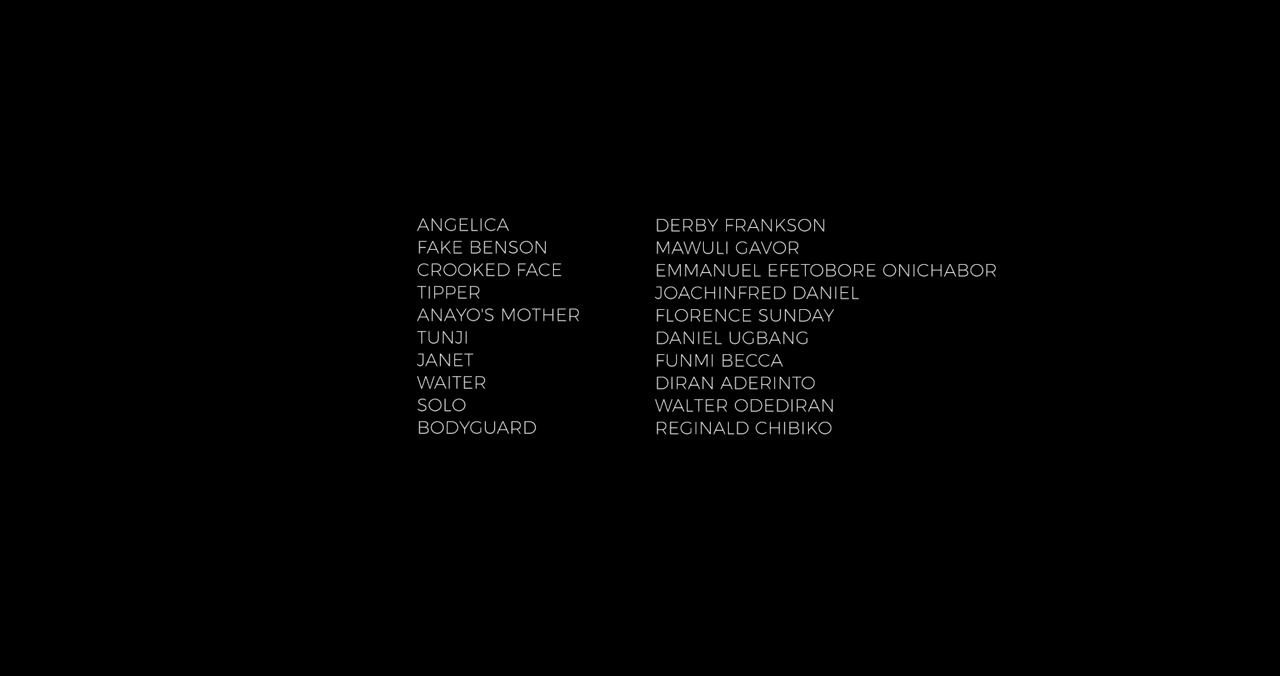 ANGELICA DERBY FRANKSON
FAKE BENSON MAWULI GAVOR
CROOKED FACE EMMANUEL EFETOBORE ONICHABOR
TIPPER JOACHINFRED DANIEL
ANAYO'S MOTHER FLORENCE SUNDAY
TUNJI DANIEL UGBANG
JANET FUNMI BECCA
WAITER DIRAN ADERINTO
SOLO WALTER ODEDIRAN
BODYGUARD REGINALD CHIBIKO